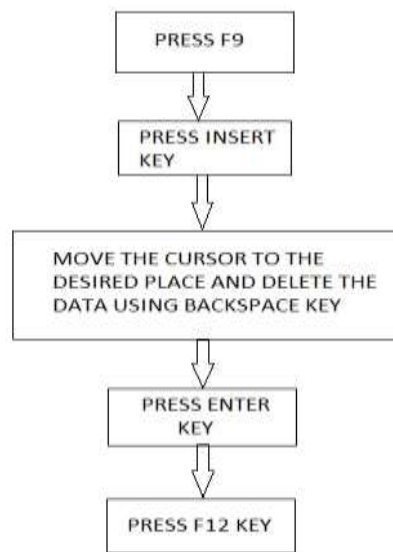 PRESS F9
PRESS INSERT
KEY
MOVE THE CURSOR TO THE
DESIRED PLACE AND DELETE THE
DATA USING BACKSPACE KEY
PRESS ENTER
KEY
PRESS F12 KEY